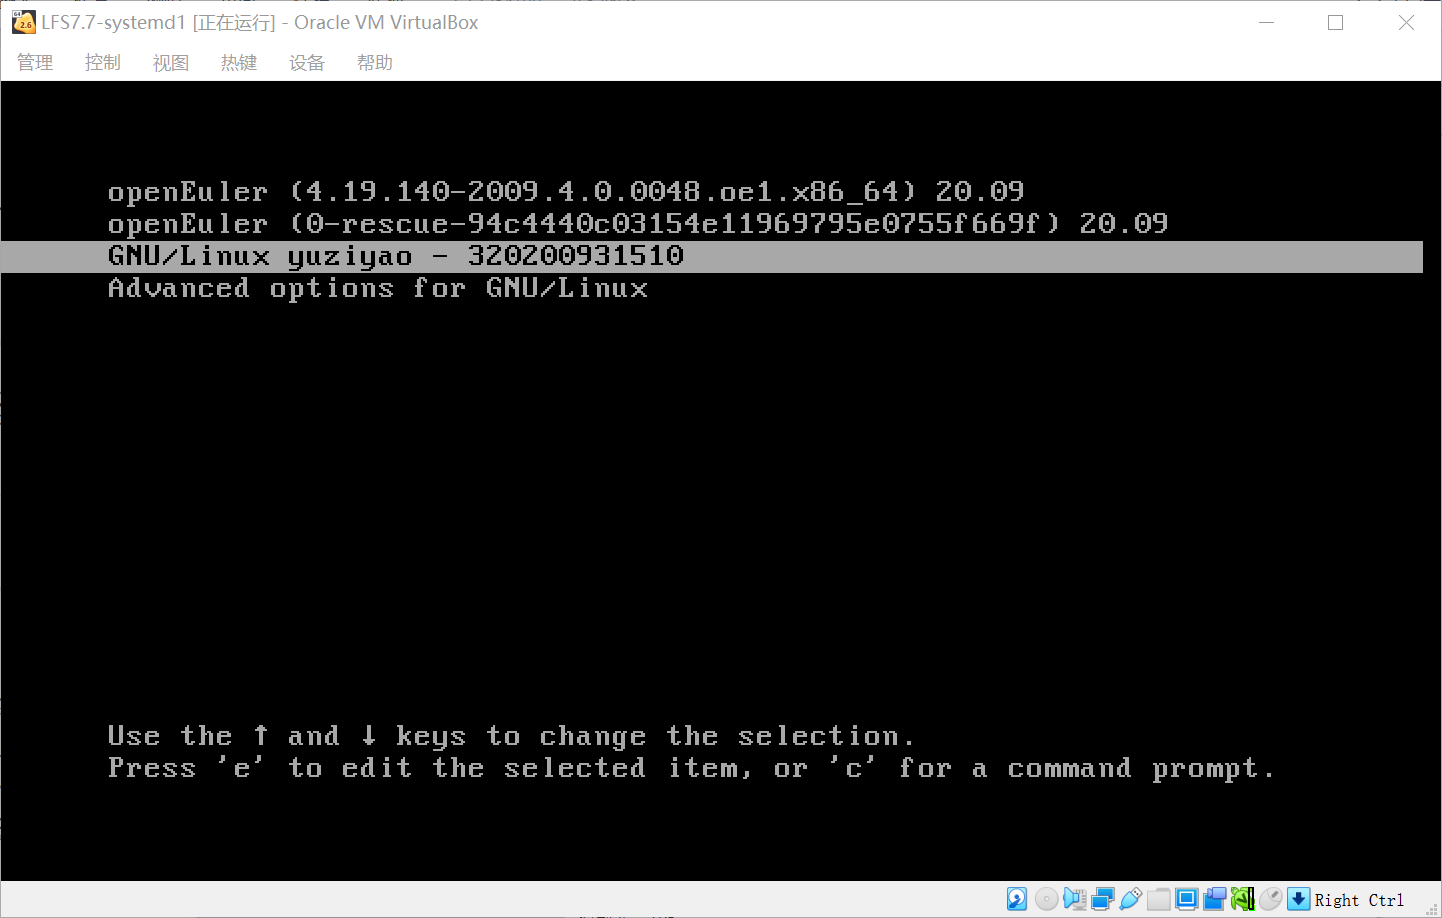 LFS7.7-systemd1 [正在运行] - Oracle VM VirtualBox
管理 控制 视图 热键 设备 帮助
openEuler (4.19.140-2009.4.0.0048.oe1.x86_64) 20.09
openEuler (0-rescue-94c4440c03154e11969795e0755f669f) 20.09
GNU/Linux yuziyao - 320200931510
Advanced options for GNU/Linux
Use the ↑ and ↓ keys to change the selection.
Press 'e' to edit the selected item, or 'c' for a command prompt.
Right Ctrl